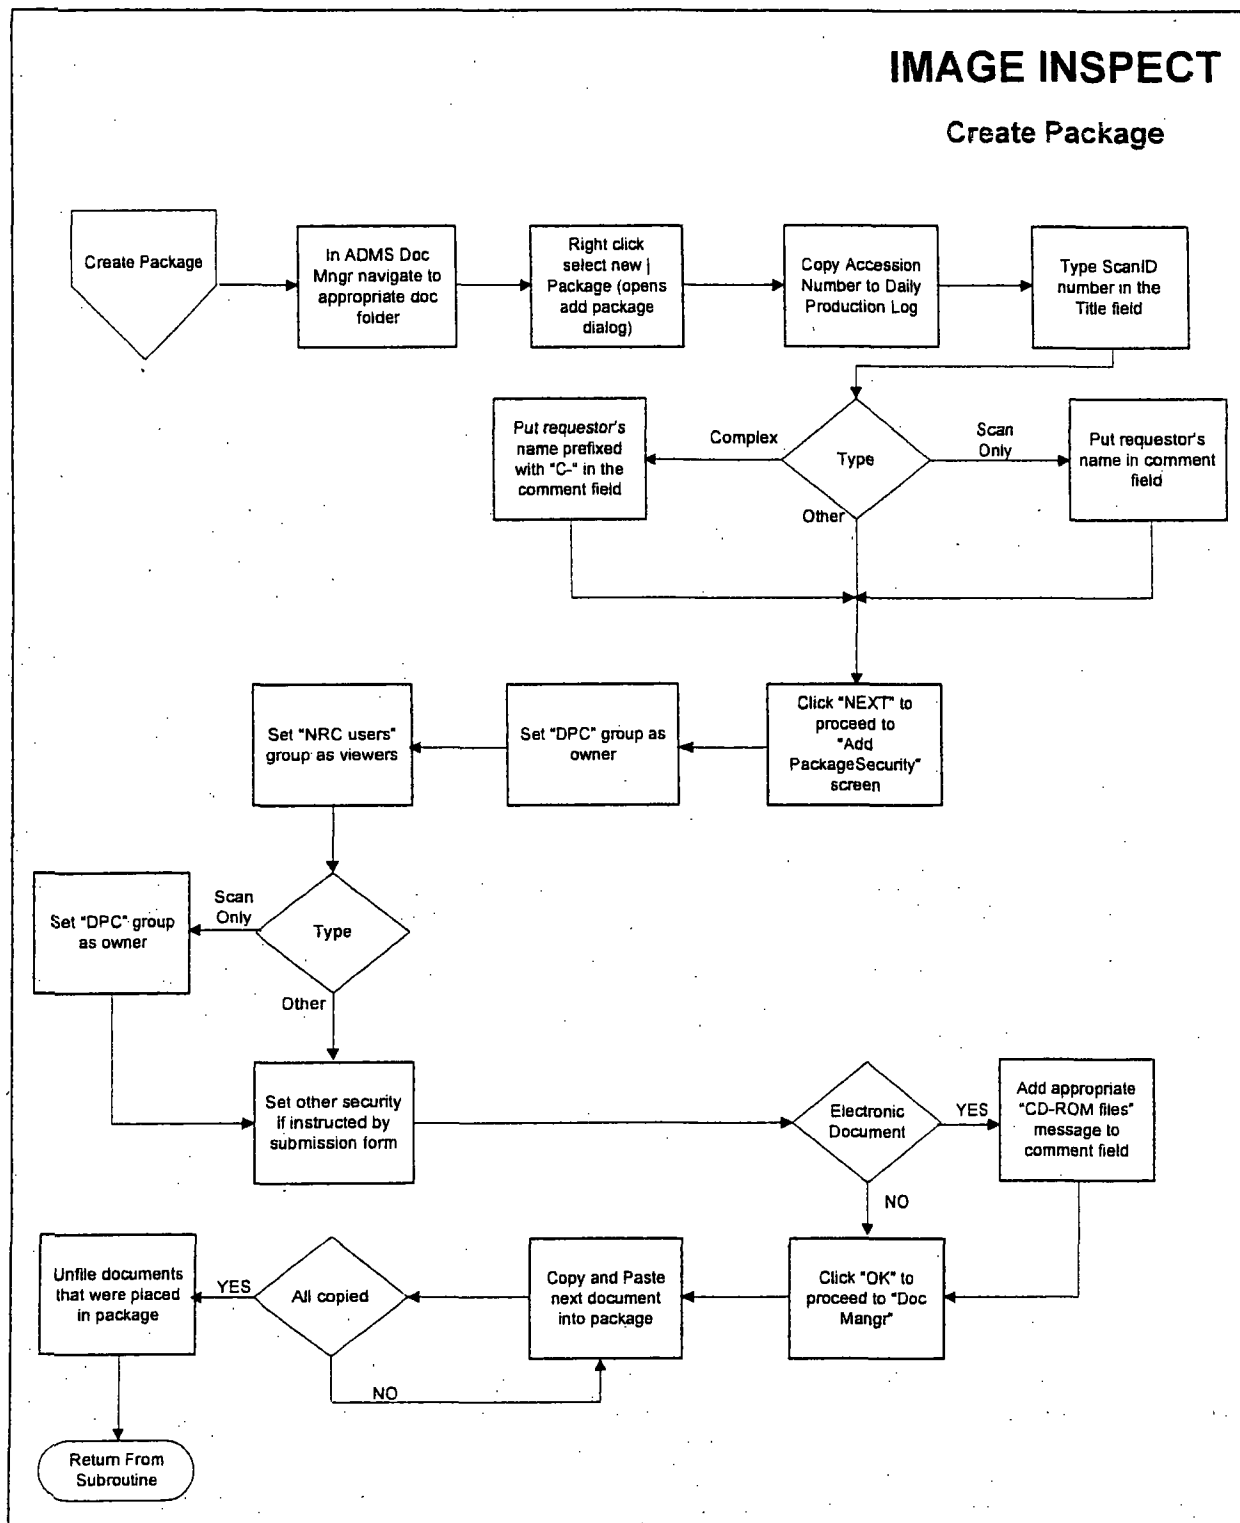 IMAGE INSPECT
Create Package
Create Package
In ADMS Doc
Mngr navigate to
appropriate doc
folder
Right click
select new |
Package (opens
add package
dialog)
Copy Accession
Number to Daily
Production Log
Type ScanID
number in the
Title field
Put requestor's
name prefixed
with "C-" in the
comment field
Complex
Type
Scan
Only
Put requestor's
name in comment
field
Other
Set "NRC users"
group as viewers
Set "DPC" group as
owner
Click "NEXT" to
proceed to
"Add
PackageSecurity"
screen
Set "DPC" group
as owner
Scan
Only
Type
Other
Set other security
if instructed by
submission form
Electronic
Document
YES
Add appropriate
"CD-ROM files"
message to
comment field
NO
Unfile documents
that were placed
in package
YES
All copied
Copy and Paste
next document
into package
Click "OK" to
proceed to "Doc
Mangr"
NO
Return From
Subroutine